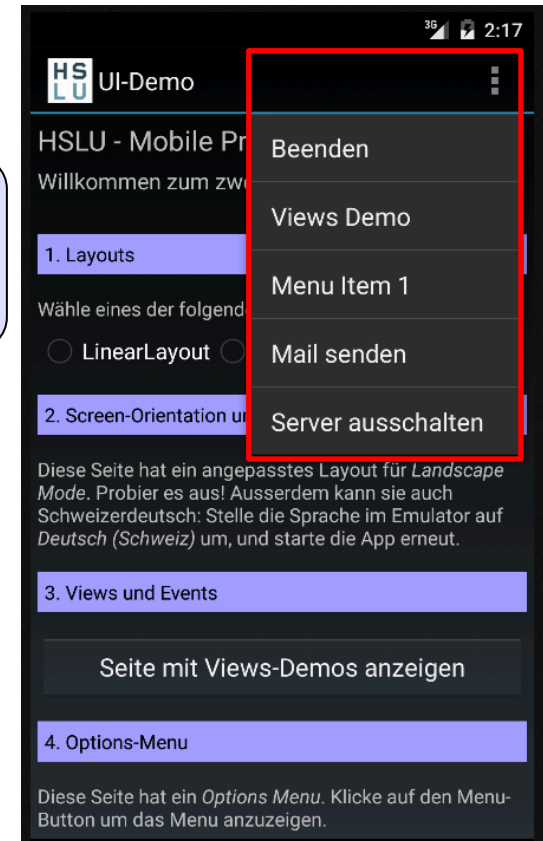 3G 2:17
HS
LU
UI-Demo
HSLU - Mobile Pr
Willkommen zum zwe
Beenden
Views Demo
Menu Item 1
Mail senden
Server ausschalten
1. Layouts
Wähle eines der folgend
LinearLayout
2. Screen-Orientation u
Diese Seite hat ein angepasstes Layout für Landscape
Mode. Probier es aus! Ausserdem kann sie auch
Schweizerdeutsch: Stelle die Sprache im Emulator auf
Deutsch (Schweiz) um, und starte die App erneut.
3. Views und Events
Seite mit Views-Demos anzeigen
4. Options-Menu
Diese Seite hat ein Options Menu. Klicke auf den Menu-
Button um das Menu anzuzeigen.